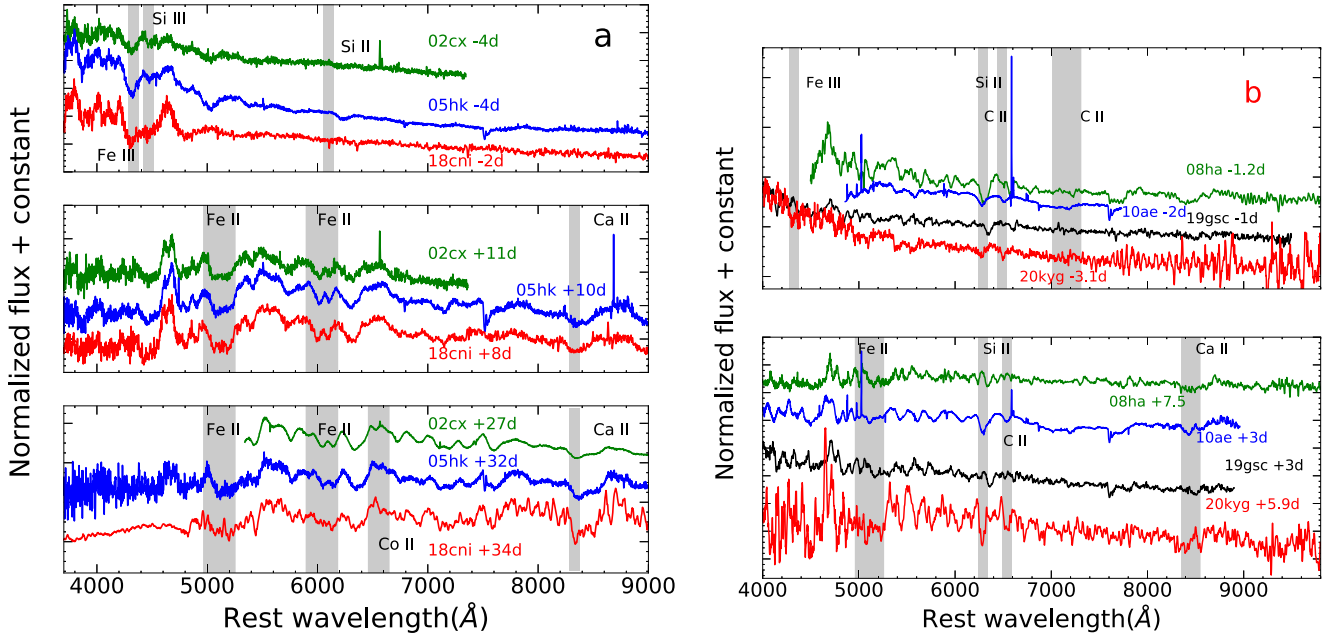 Si III
02cx -4d
a
Si II
05hk -4d
Fe III
18cni -2d
Fe II
Fe II
Ca II
02cx +11d
05hk +10d
18cni +8d
Fe II
Fe II
Ca II
02cx +27d
05hk +32d
Co II
18cni +34d
4000 5000 6000 7000 8000 9000
Rest wavelength(Å)
Normalized flux + constant
b
Fe III
Si II
C II
C II
08ha -1.2d
10ae -2d
19gsc -1d
20kyg -3.1d
Fe II
Si II
Ca II
08ha +7.5
10ae +3d
C II
19gsc +3d
20kyg +5.9d
4000 5000 6000 7000 8000 9000
Rest wavelength(Å)
Normalized flux + constant